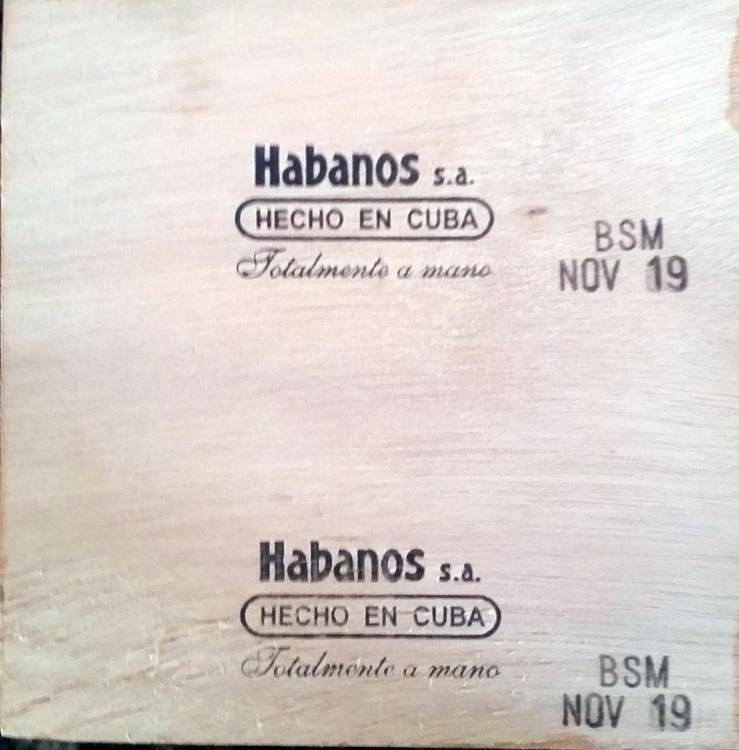 Habanos s.a.
HECHO EN CUBA
Totalmente a mano
BSM
NOV 19
Habanos s.a.
HECHO EN CUBA
Totalmente a mano
BSM
NOV 19